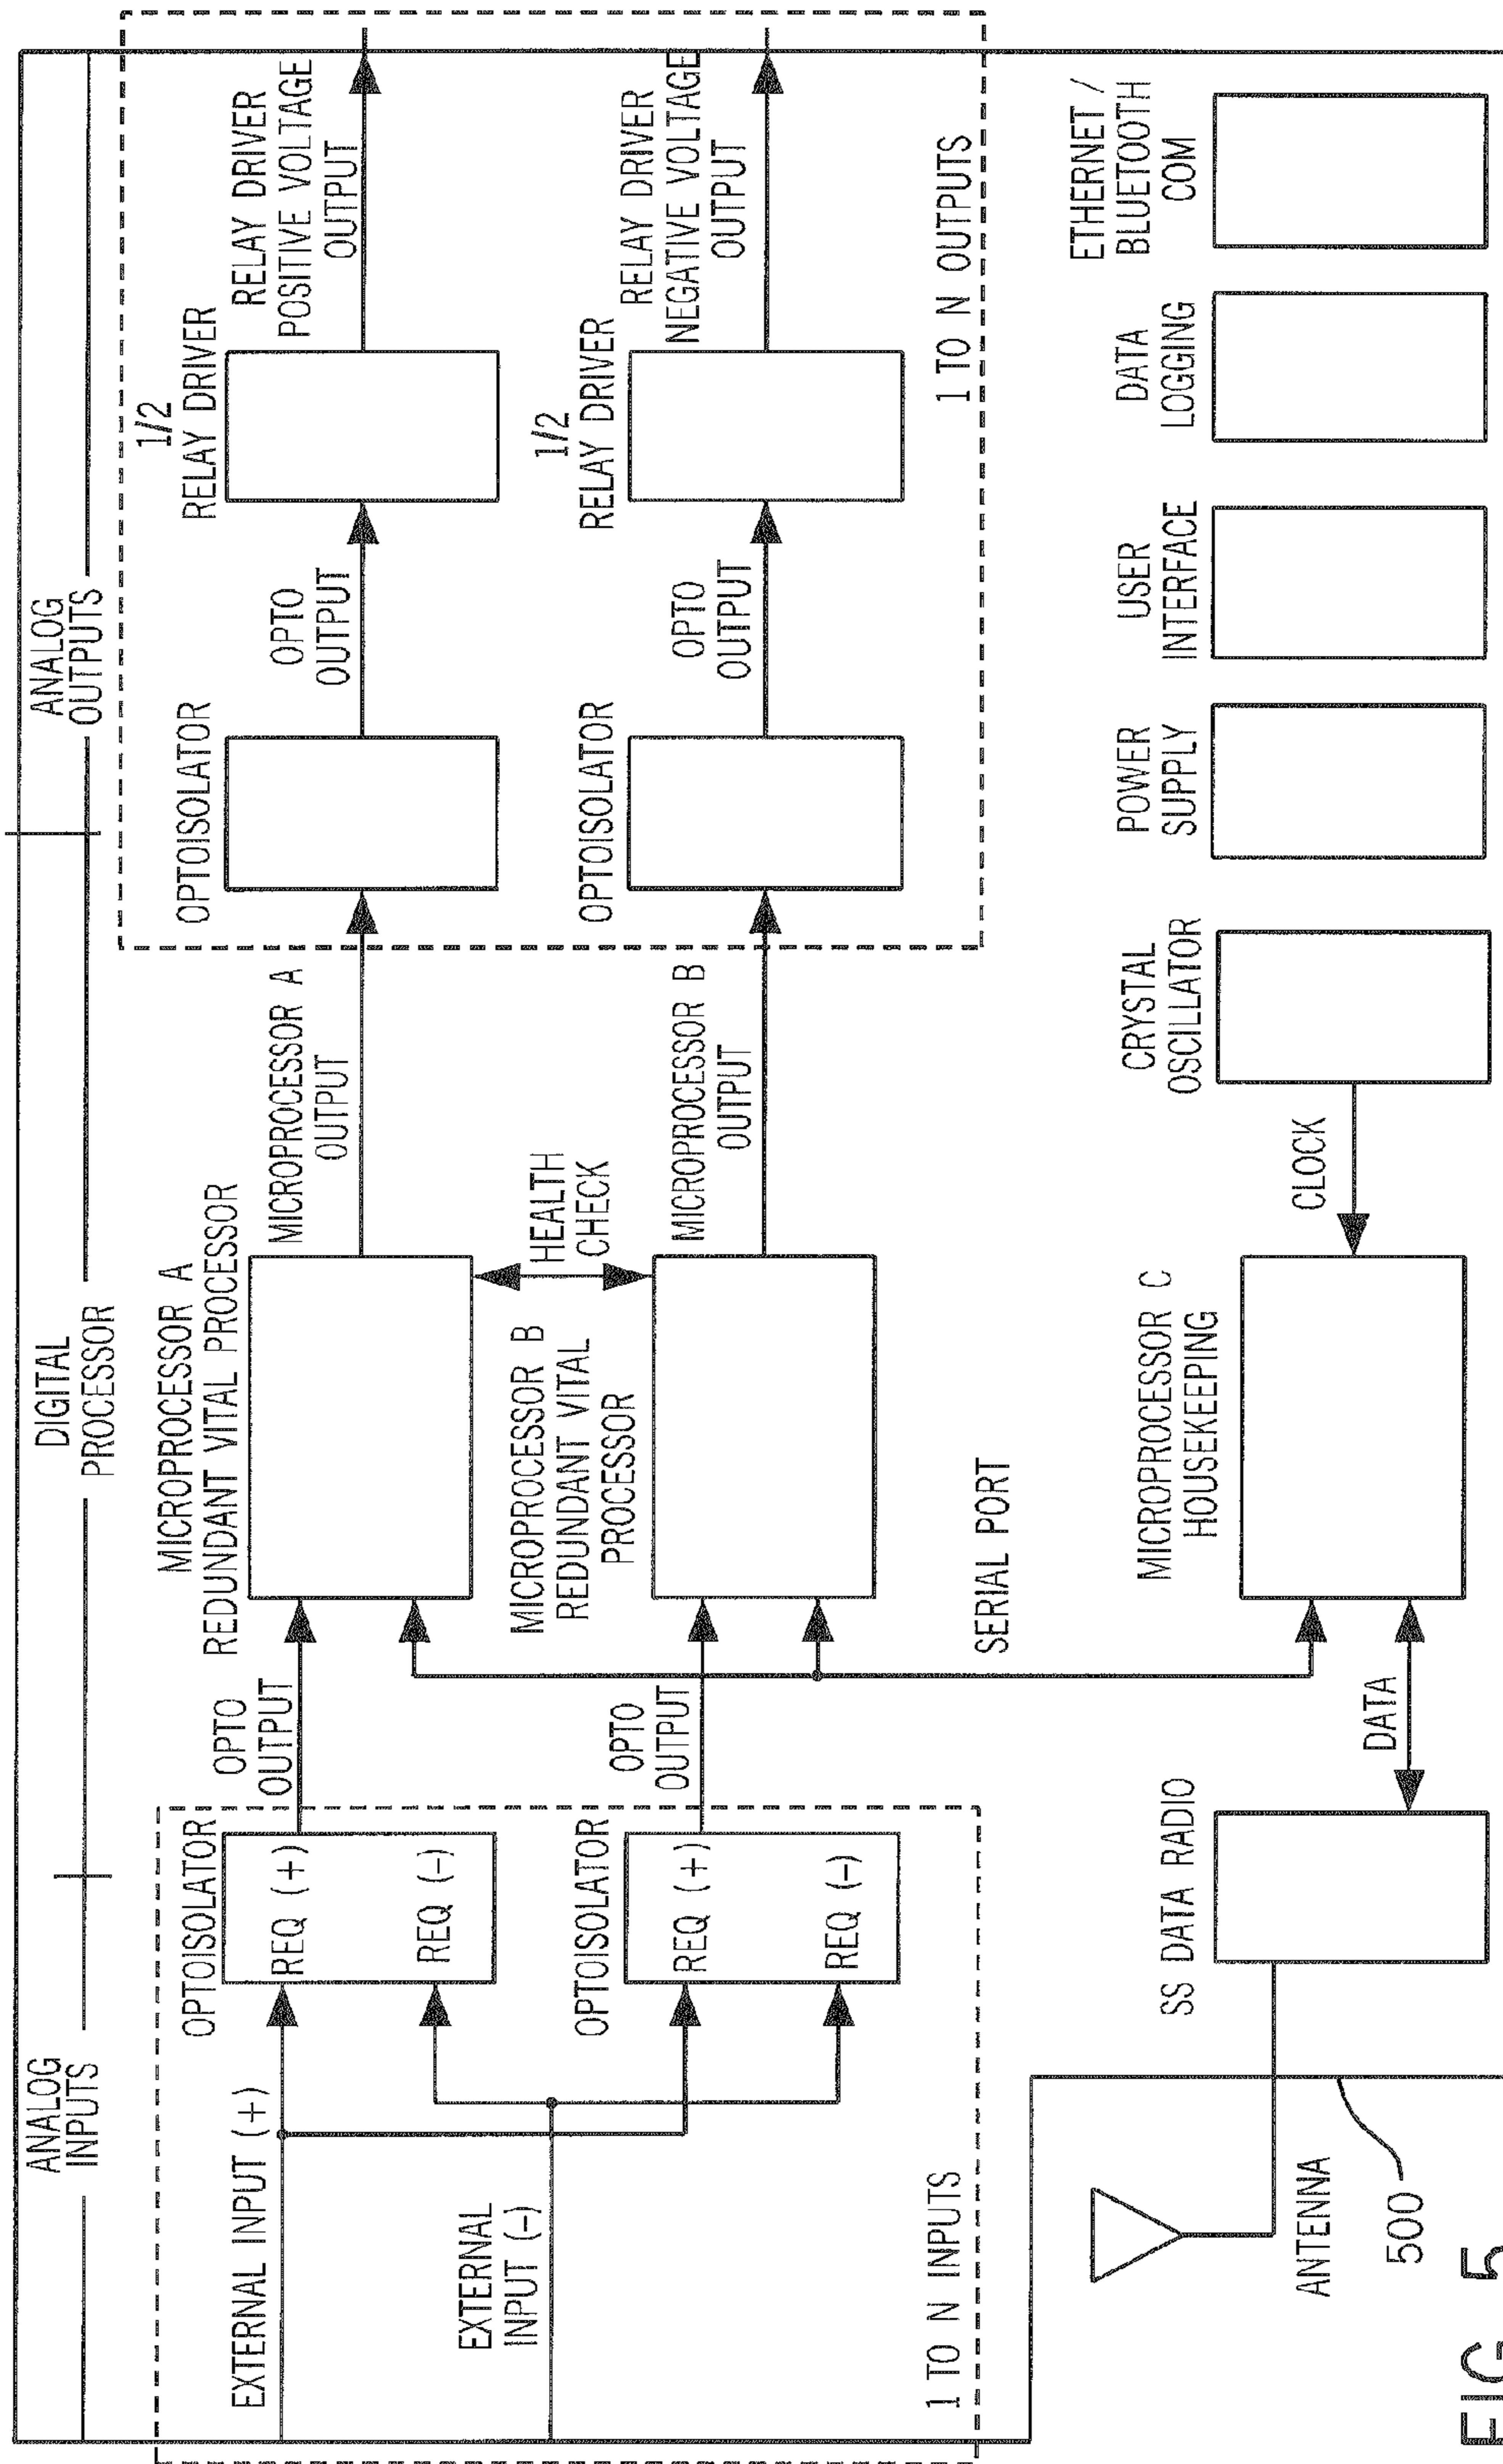 ANALOG
INPUTS
DIGITAL
PROCESSOR
ANALOG
OUTPUTS
EXTERNAL INPUT (+)
EXTERNAL
INPUT (–)
1 TO N INPUTS
OPTOISOLATOR
REQ (+)
REQ (–)
OPTOISOLATOR
REQ (+)
REQ (–)
OPTO
OUTPUT
OPTO
OUTPUT
MICROPROCESSOR A
REDUNDANT VITAL PROCESSOR
MICROPROCESSOR B
REDUNDANT VITAL
PROCESSOR
HEALTH
CHECK
SERIAL PORT
MICROPROCESSOR A
OUTPUT
MICROPROCESSOR B
OUTPUT
OPTOISOLATOR
OPTO
OUTPUT
1/2
RELAY DRIVER
RELAY DRIVER
POSITIVE VOLTAGE
OUTPUT
OPTOISOLATOR
OPTO
OUTPUT
1/2
RELAY DRIVER
RELAY DRIVER
NEGATIVE VOLTAGE
OUTPUT
1 TO N OUTPUTS
ANTENNA
500
SS DATA RADIO
DATA
MICROPROCESSOR C
HOUSEKEEPING
CLOCK
CRYSTAL
OSCILLATOR
POWER
SUPPLY
USER
INTERFACE
DATA
LOGGING
ETHERNET /
BLUETOOTH
COM
FIG. 5